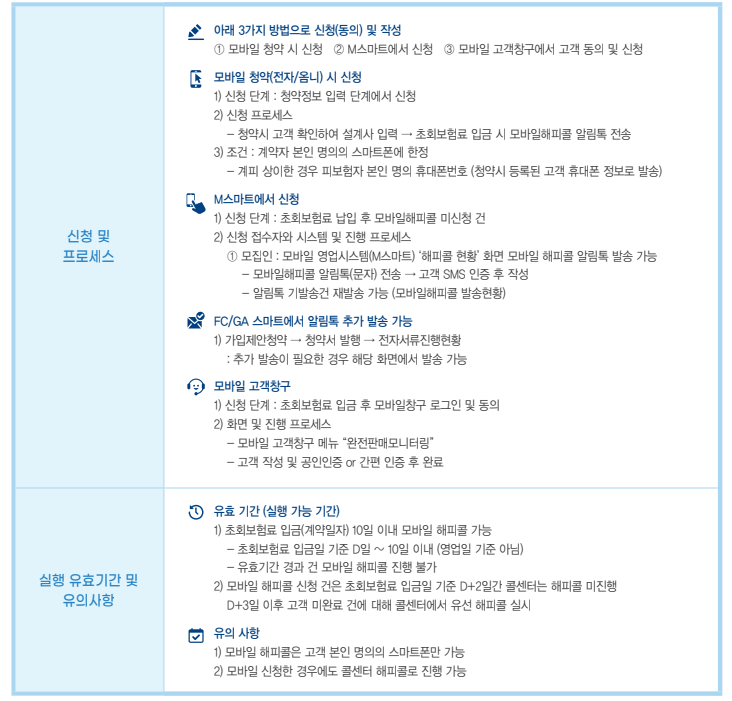 신청 및
프로세스
아래 3가지 방법으로 신청(동의) 및 작성
① 모바일 청약 시 신청 ② M스마트에서 신청 ③ 모바일 고객창구에서 고객 동의 및 신청
모바일 청약(전자/옴니) 시 신청
1) 신청 단계 : 청약정보 입력 단계에서 신청
2) 신청 프로세스
– 청약시 고객 확인하여 설계사 입력 → 초회보험료 입금 시 모바일해피콜 알림톡 전송
3) 조건 : 계약자 본인 명의의 스마트폰에 한정
– 계피 상이한 경우 피보험자 본인 명의 휴대폰번호 (청약시 등록된 고객 휴대폰 정보로 발송)
M스마트에서 신청
1) 신청 단계 : 초회보험료 납입 후 모바일해피콜 미신청 건
2) 신청 접수자와 시스템 및 진행 프로세스
① 모집인 : 모바일 영업시스템(M스마트) ‘해피콜 현황’ 화면 모바일 해피콜 알림톡 발송 가능
– 모바일해피콜 알림톡(문자) 전송 → 고객 SMS 인증 후 작성
– 알림톡 기발송건 재발송 가능 (모바일해피콜 발송현황)
FC/GA 스마트에서 알림톡 추가 발송 가능
1) 가입제안청약 → 청약서 발행 → 전자서류진행현황
: 추가 발송이 필요한 경우 해당 화면에서 발송 가능
모바일 고객창구
1) 신청 단계 : 초회보험료 입금 후 모바일창구 로그인 및 동의
2) 화면 및 진행 프로세스
– 모바일 고객창구 메뉴 “완전판매모니터링”
– 고객 작성 및 공인인증 or 간편 인증 후 완료
실행 유효기간 및
유의사항
유효 기간 (실행 가능 기간)
1) 초회보험료 입금(계약일자) 10일 이내 모바일 해피콜 가능
– 초회보험료 입금일 기준 D일 ~ 10일 이내 (영업일 기준 아님)
– 유효기간 경과 건 모바일 해피콜 진행 불가
2) 모바일 해피콜 신청 건은 초회보험료 입금일 기준 D+2일간 콜센터는 해피콜 미진행
D+3일 이후 고객 미완료 건에 대해 콜센터에서 유선 해피콜 실시
유의 사항
1) 모바일 해피콜은 고객 본인 명의의 스마트폰만 가능
2) 모바일 신청한 경우에도 콜센터 해피콜로 진행 가능